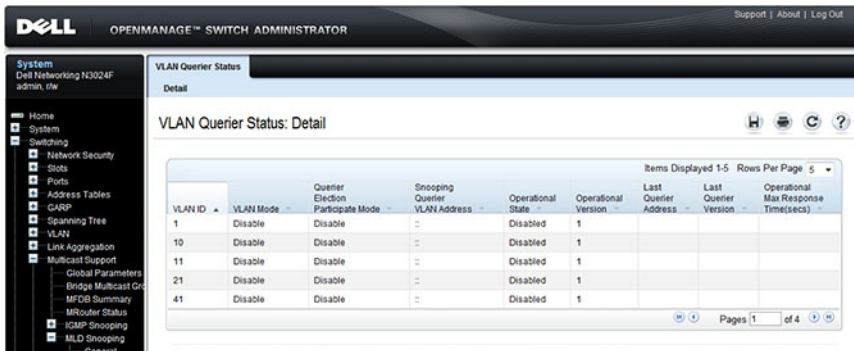 Support | About | Log Out
DELL
OPENMANAGE™ SWITCH ADMINISTRATOR
System
Dell Networking N3024F
admin, r/w
Home
System
Switching
Network Security
Slots
Ports
Address Tables
GARP
Spanning Tree
VLAN
Link Aggregation
Multicast Support
Global Parameters
Bridge Multicast Gro
MFDB Summary
MRouter Status
IGMP Snooping
MLD Snooping
General
VLAN Querier Status
Detail
VLAN Querier Status: Detail
Items Displayed 1-5 Rows Per Page 5
VLAN ID VLAN Mode Querier Election Participate Mode Snooping Querier VLAN Address Operational State Operational Version Last Querier Address Last Querier Version Operational Max Response Time(secs)
1 Disable Disable :: Disabled 1
10 Disable Disable :: Disabled 1
11 Disable Disable :: Disabled 1
21 Disable Disable :: Disabled 1
41 Disable Disable :: Disabled 1
Pages 1 of 4